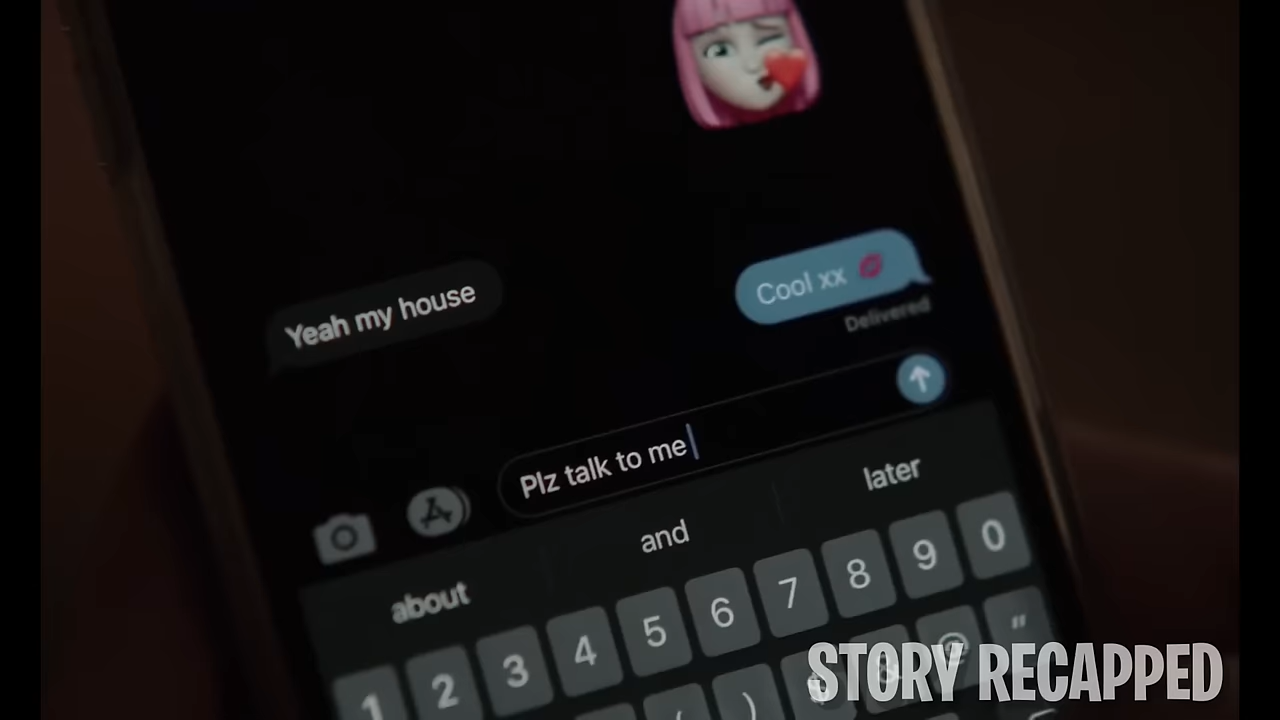 Yeah my house
Cool xx 💋
Delivered
Plz talk to me
about
and
later
1 2 3 4 5 6 7 8 9 0
) $ & @ "
STORY RECAPPED